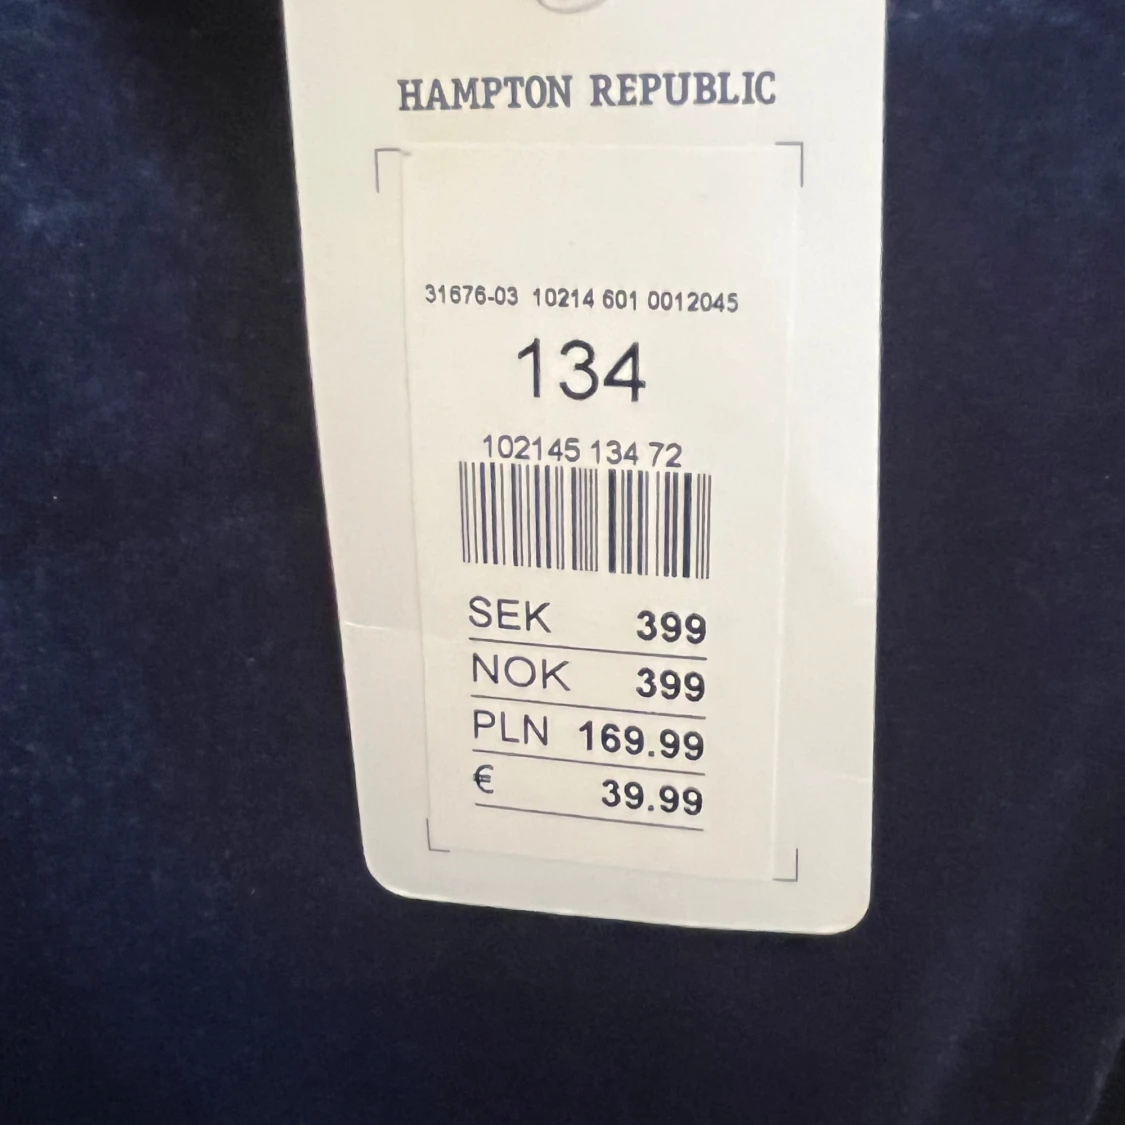 HAMPTON REPUBLIC
31676-03 10214 601 0012045
134
102145 134 72
SEK 399
NOK 399
PLN 169.99
€ 39.99